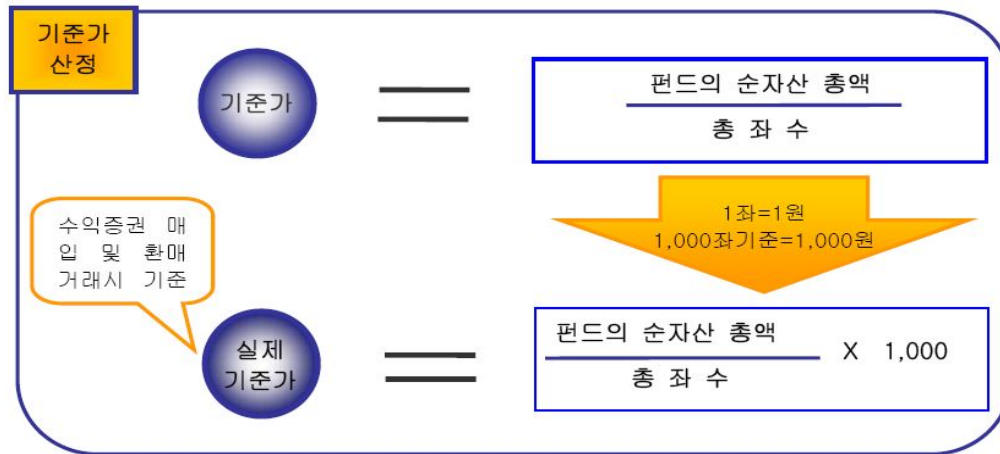 기준가
산정
기준가
펀드의 순자산 총액
총 좌 수
1좌=1원
1,000좌기준=1,000원
수익증권 매
입 및 환매
거래시 기준
실제
기준가
펀드의 순자산 총액
총 좌 수
X 1,000